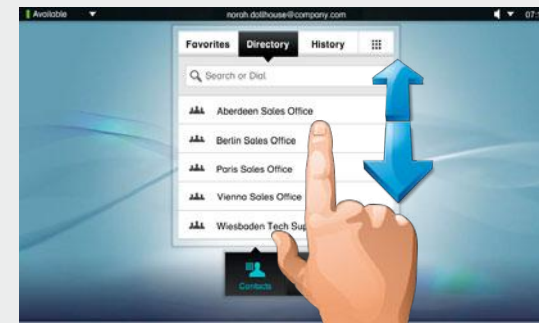 Available
norah.dollhouse@company.com
07:
Favorites Directory History
Search or Dial
Aberdeen Sales Office
Berlin Sales Office
Paris Sales Office
Vienna Sales Office
Wiesbaden Tech Sup
Contacts